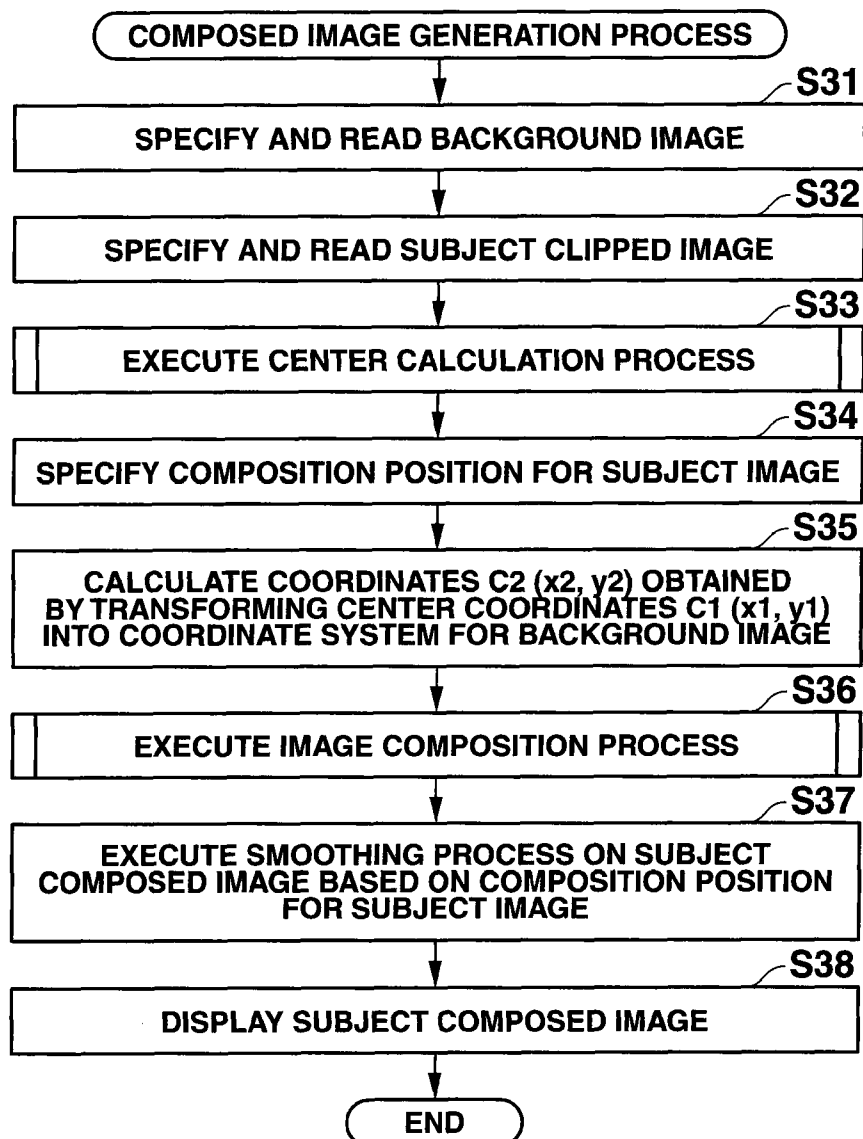 COMPOSED IMAGE GENERATION PROCESS
S31
SPECIFY AND READ BACKGROUND IMAGE
S32
SPECIFY AND READ SUBJECT CLIPPED IMAGE
S33
EXECUTE CENTER CALCULATION PROCESS
S34
SPECIFY COMPOSITION POSITION FOR SUBJECT IMAGE
S35
CALCULATE COORDINATES C2 (x2, y2) OBTAINED
BY TRANSFORMING CENTER COORDINATES C1 (x1, y1)
INTO COORDINATE SYSTEM FOR BACKGROUND IMAGE
S36
EXECUTE IMAGE COMPOSITION PROCESS
S37
EXECUTE SMOOTHING PROCESS ON SUBJECT
COMPOSED IMAGE BASED ON COMPOSITION POSITION
FOR SUBJECT IMAGE
S38
DISPLAY SUBJECT COMPOSED IMAGE
END